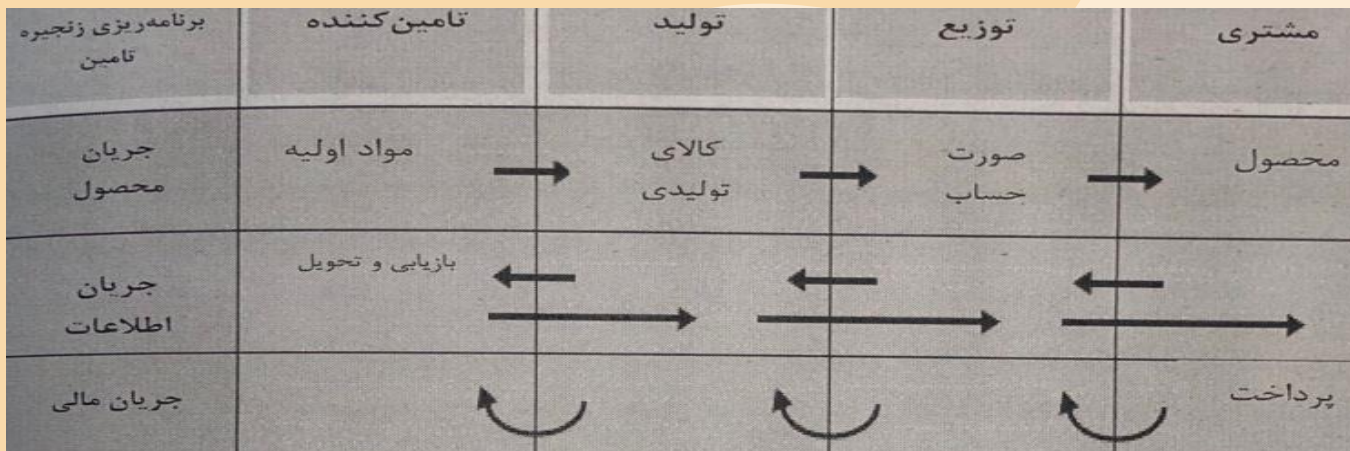 برنامه‌ریزی زنجیره
تامین
تامین‌کننده
تولید
توزیع
مشتری
جریان
محصول
مواد اولیه
کالای
تولیدی
صورت
حساب
محصول
جریان
اطلاعات
بازیابی و تحویل
جریان مالی
پرداخت